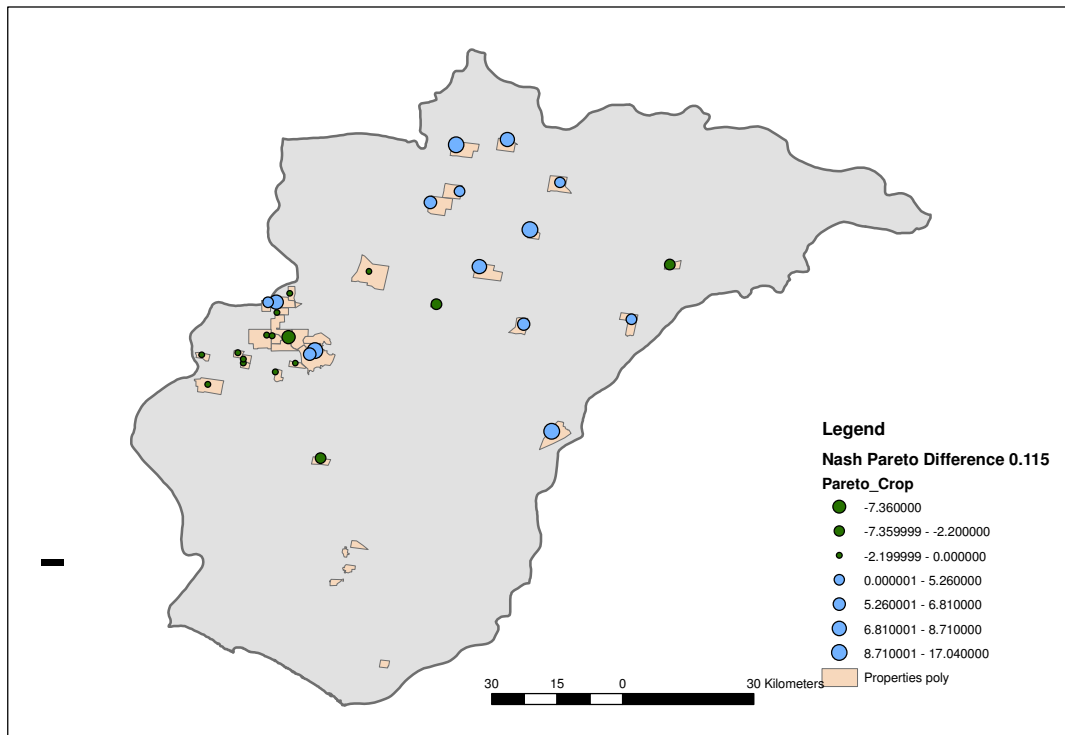 Legend
Nash Pareto Difference 0.115
Pareto_Crop
-7.360000
-7.359999 - -2.200000
-2.199999 - 0.000000
0.000001 - 5.260000
5.260001 - 6.810000
6.810001 - 8.710000
8.710001 - 17.040000
Properties poly
30 15 0 30 Kilometers